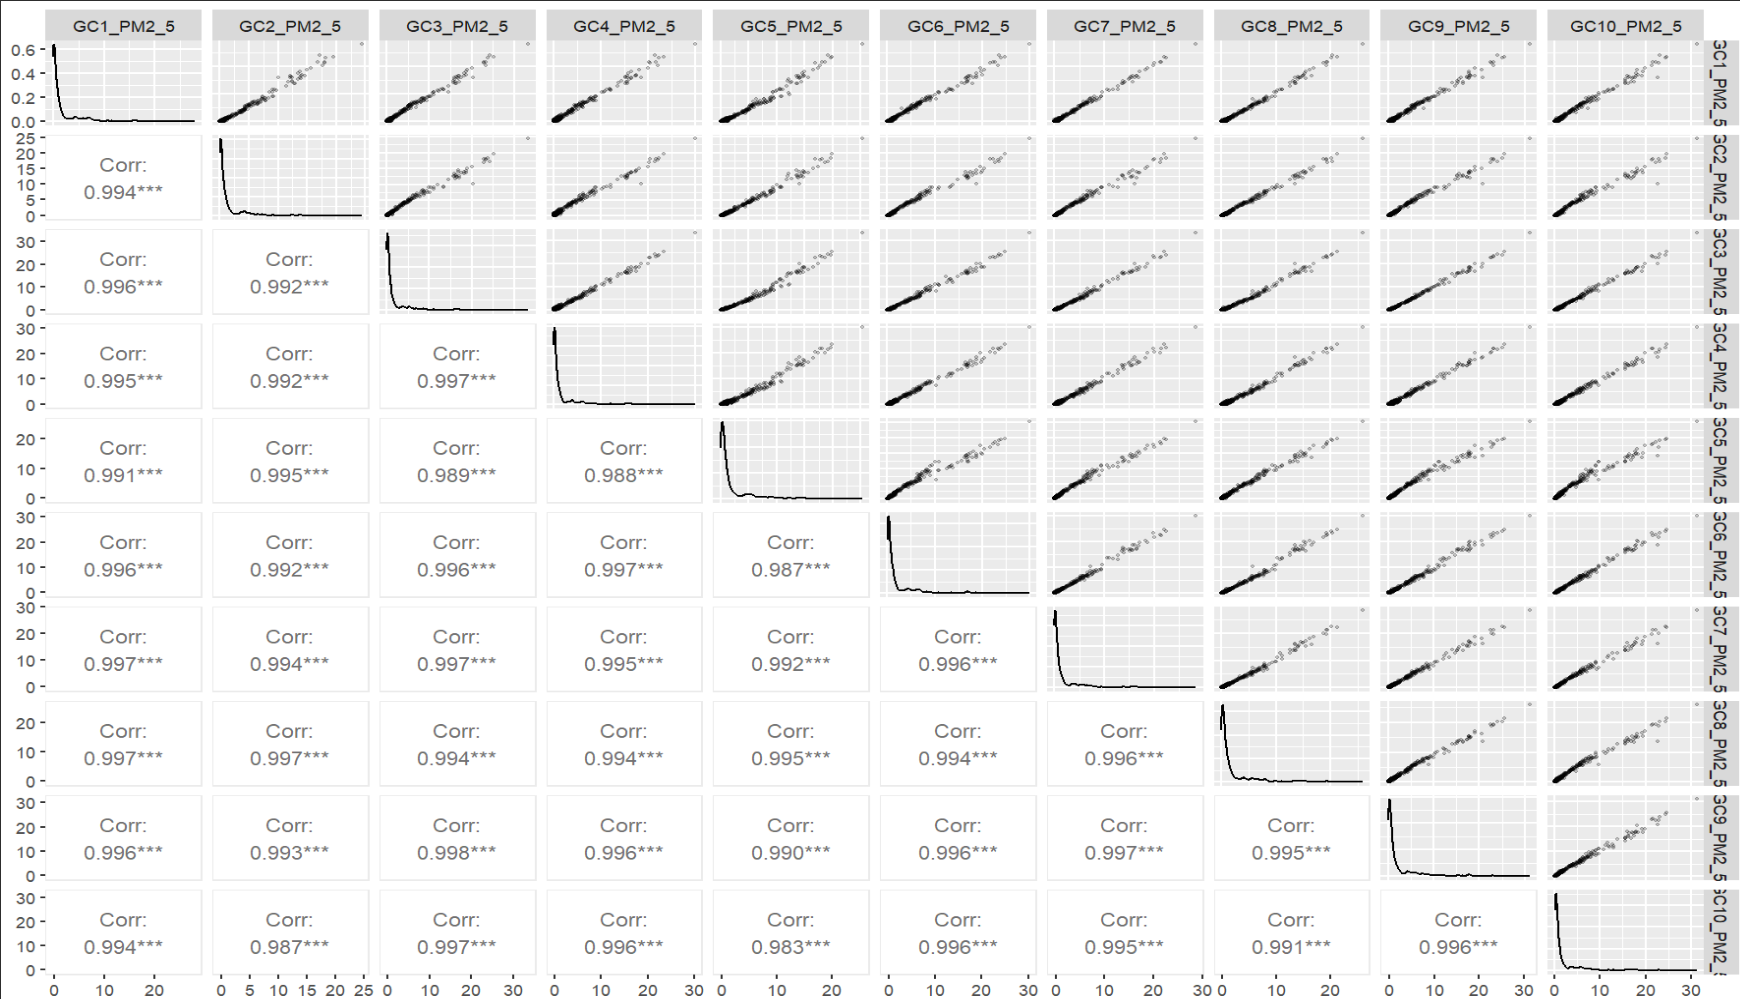 GC1_PM2_5 GC2_PM2_5 GC3_PM2_5 GC4_PM2_5 GC5_PM2_5 GC6_PM2_5 GC7_PM2_5 GC8_PM2_5 GC9_PM2_5 GC10_PM2_5
0.6
0.4
0.2
0.0
GC1_PM2_5
25
20
15
10
5
0
Corr:
0.994***
GC2_PM2_5
30
20
10
0
Corr: Corr:
0.996*** 0.992***
GC3_PM2_5
30
20
10
0
Corr: Corr: Corr:
0.995*** 0.992*** 0.997***
GC4_PM2_5
20
10
0
Corr: Corr: Corr: Corr:
0.991*** 0.995*** 0.989*** 0.988***
GC5_PM2_5
30
20
10
0
Corr: Corr: Corr: Corr: Corr:
0.996*** 0.992*** 0.996*** 0.997*** 0.987***
GC6_PM2_5
30
20
10
0
Corr: Corr: Corr: Corr: Corr: Corr:
0.997*** 0.994*** 0.997*** 0.995*** 0.992*** 0.996***
GC7_PM2_5
20
10
0
Corr: Corr: Corr: Corr: Corr: Corr: Corr:
0.997*** 0.997*** 0.994*** 0.994*** 0.995*** 0.994*** 0.996***
GC8_PM2_5
30
20
10
0
Corr: Corr: Corr: Corr: Corr: Corr: Corr: Corr:
0.996*** 0.993*** 0.998*** 0.996*** 0.990*** 0.996*** 0.997*** 0.995***
GC9_PM2_5
30
20
10
0
Corr: Corr: Corr: Corr: Corr: Corr: Corr: Corr: Corr:
0.994*** 0.987*** 0.997*** 0.996*** 0.983*** 0.996*** 0.995*** 0.991*** 0.996***
GC10_PM2_5
0 10 20 0 5 10 15 20 25 0 10 20 30 0 10 20 30 0 10 20 0 10 20 30 0 10 20 30 0 10 20 0 10 20 30 0 10 20 30